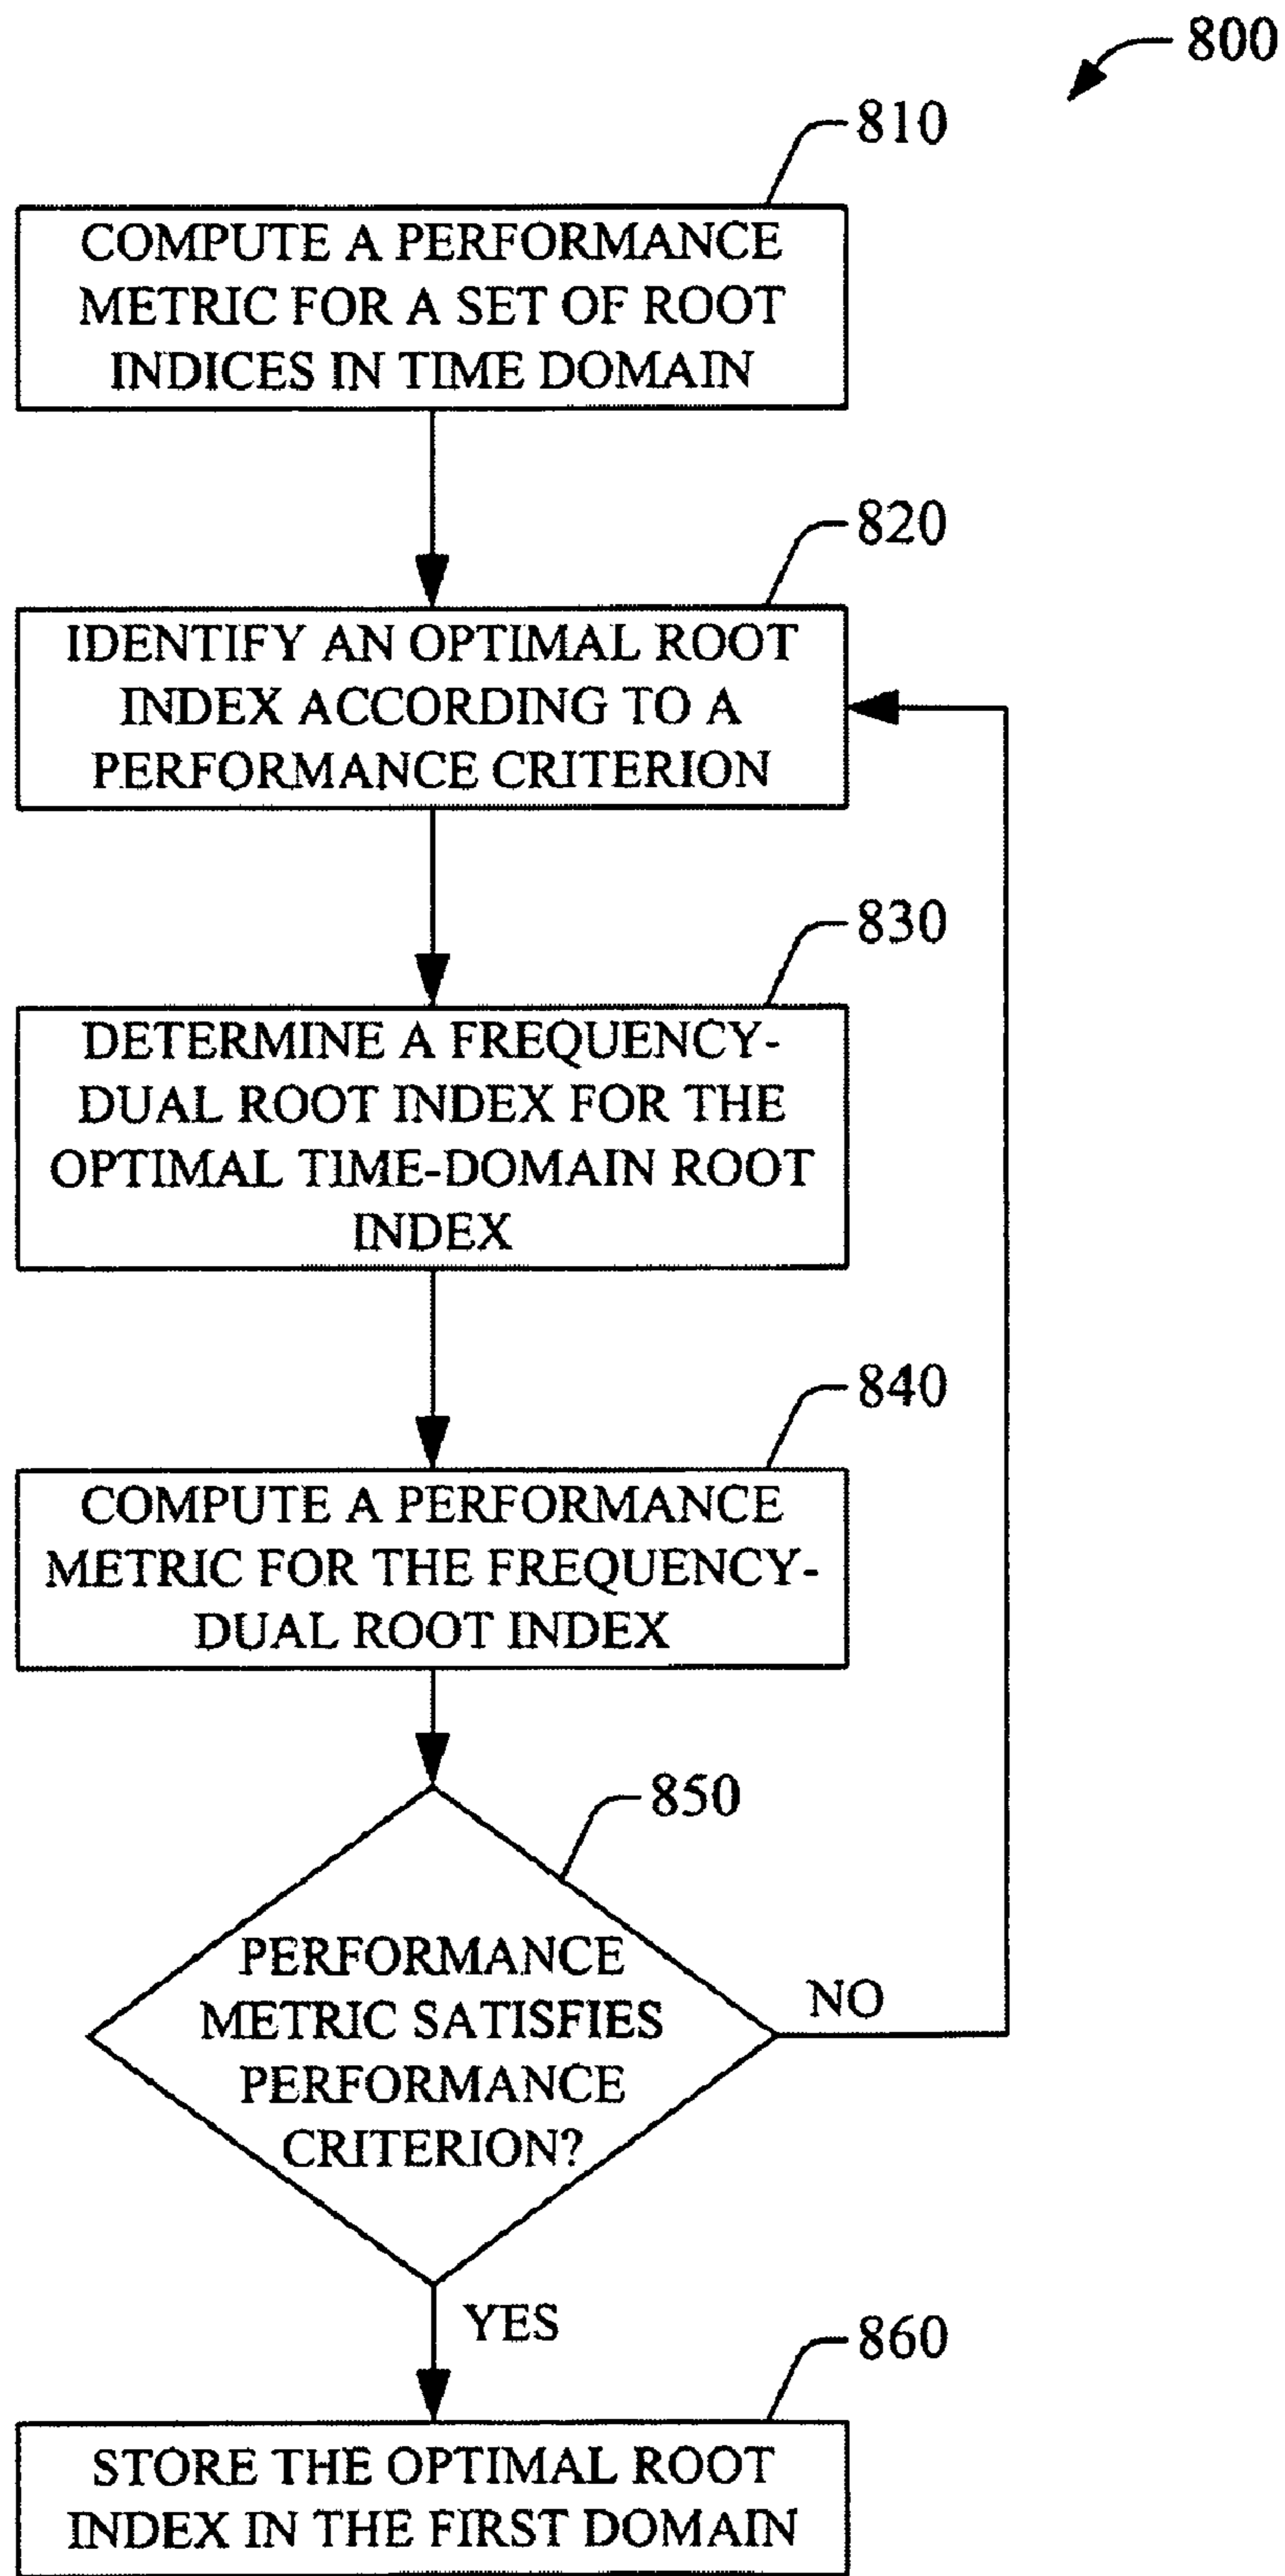 800
810
COMPUTE A PERFORMANCE
METRIC FOR A SET OF ROOT
INDICES IN TIME DOMAIN
820
IDENTIFY AN OPTIMAL ROOT
INDEX ACCORDING TO A
PERFORMANCE CRITERION
830
DETERMINE A FREQUENCY-
DUAL ROOT INDEX FOR THE
OPTIMAL TIME-DOMAIN ROOT
INDEX
840
COMPUTE A PERFORMANCE
METRIC FOR THE FREQUENCY-
DUAL ROOT INDEX
850
PERFORMANCE
METRIC SATISFIES
PERFORMANCE
CRITERION?
NO
YES
860
STORE THE OPTIMAL ROOT
INDEX IN THE FIRST DOMAIN